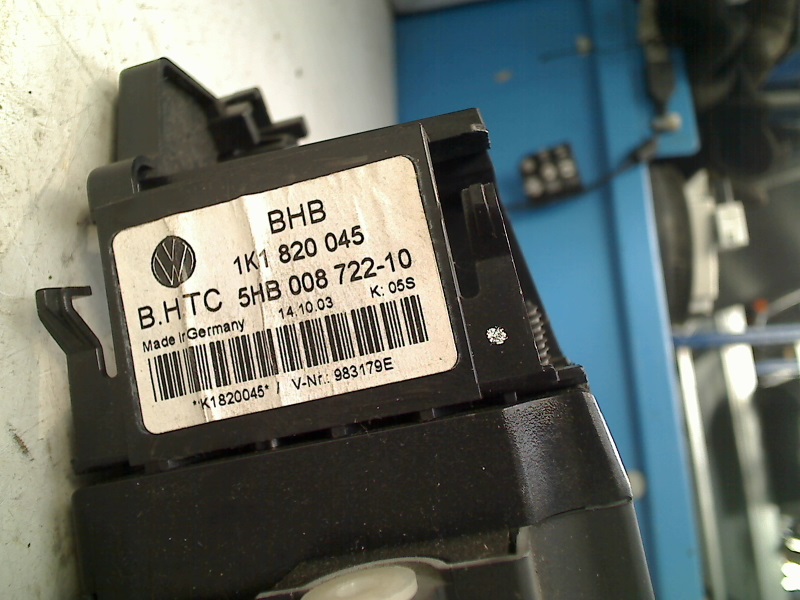 BHB
1K1 820 045
B.HTC 5HB 008 722-10
Made in Germany 14.10.03 K: 05S
*K1820045* / V-Nr.: 983179E